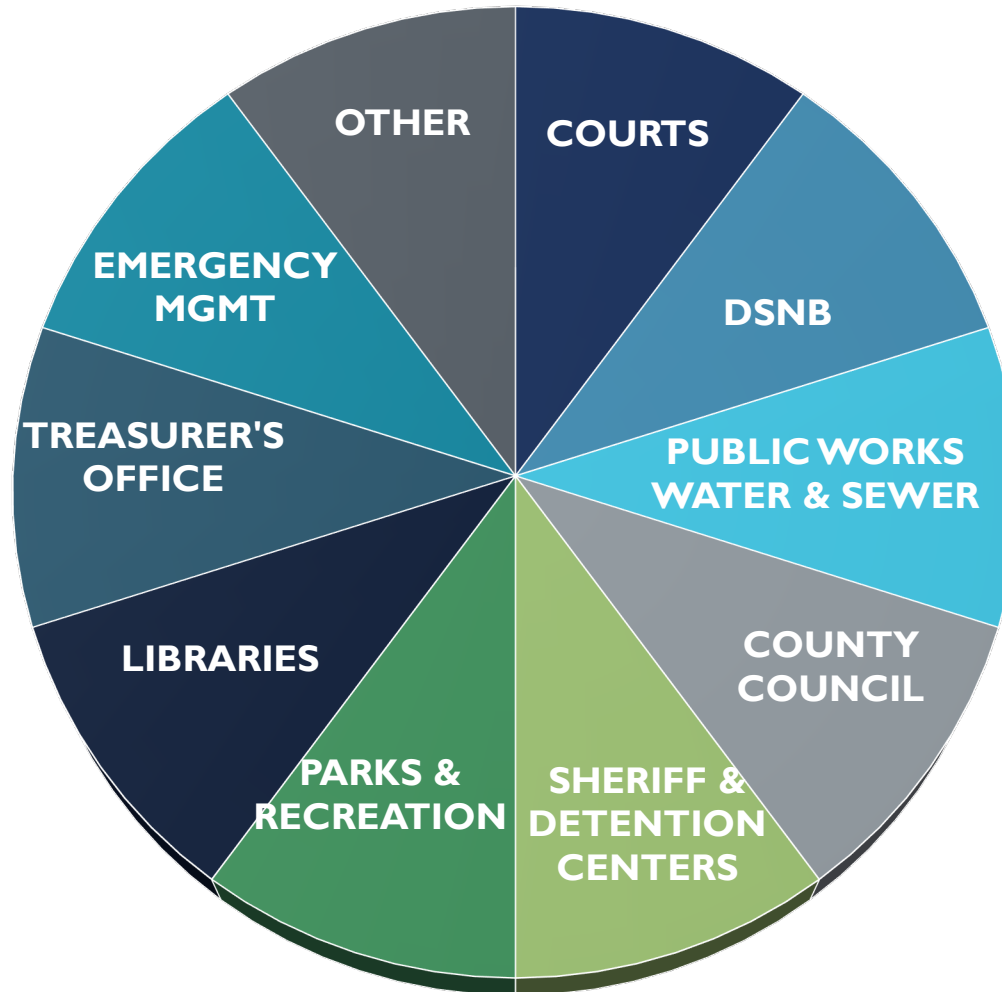 OTHER
COURTS
EMERGENCY
MGMT
DSNB
TREASURER'S
OFFICE
PUBLIC WORKS
WATER & SEWER
LIBRARIES
COUNTY
COUNCIL
PARKS &
RECREATION
SHERIFF &
DETENTION
CENTERS